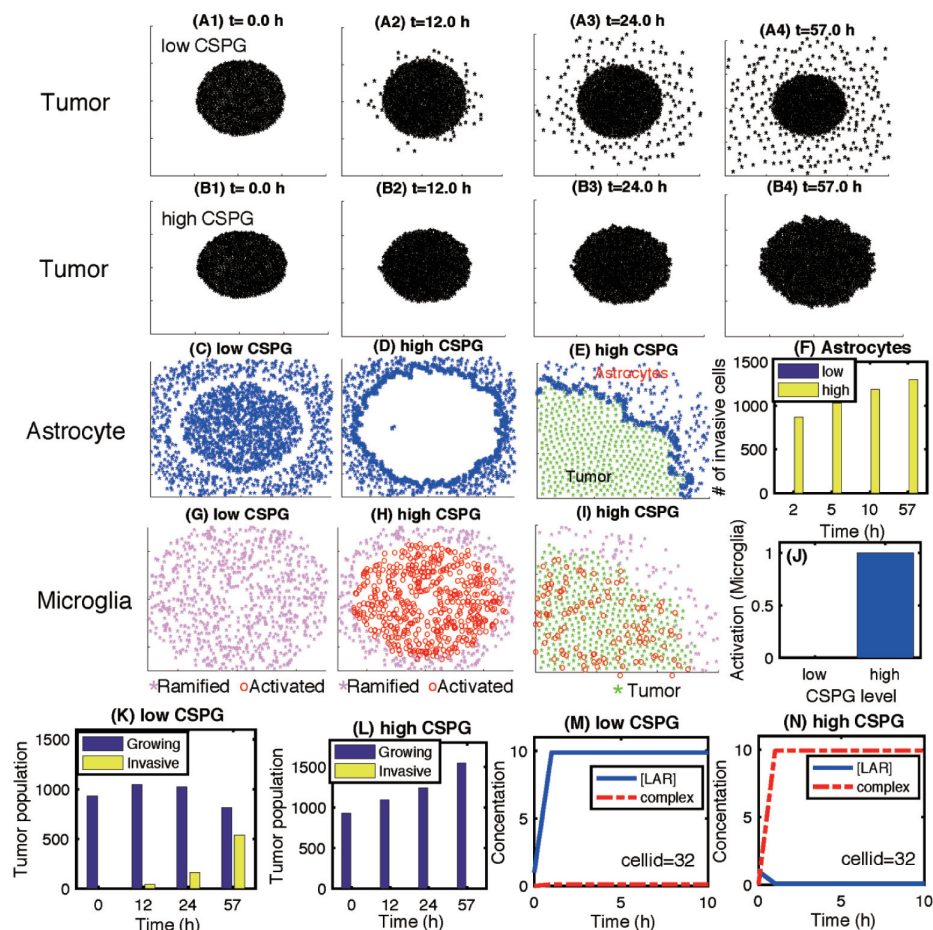 (A1) t= 0.0 h
(A2) t=12.0 h
(A3) t=24.0 h
(A4) t=57.0 h
low CSPG
Tumor
(B1) t= 0.0 h
(B2) t=12.0 h
(B3) t=24.0 h
(B4) t=57.0 h
high CSPG
Tumor
(C) low CSPG
(D) high CSPG
(E) high CSPG
Astrocytes
Tumor
Astrocyte
(F) Astrocytes
low
high
# of invasive cells
1500
1000
500
0
2 5 10 57
Time (h)
(G) low CSPG
(H) high CSPG
(I) high CSPG
Microglia
*Ramified oActivated
*Ramified oActivated
* Tumor
(J)
Activation (Microglia)
1
0.5
0
low high
CSPG level
(K) low CSPG
Growing
Invasive
Tumor population
1500
1000
500
0
0 12 24 57
Time (h)
(L) high CSPG
Growing
Invasive
Tumor population
1500
1000
500
0
0 12 24 57
Time (h)
(M) low CSPG
[LAR]
complex
Concentration
10
5
0
cellid=32
0 5 10
Time (h)
(N) high CSPG
[LAR]
complex
Concentration
10
5
0
cellid=32
0 5 10
Time (h)